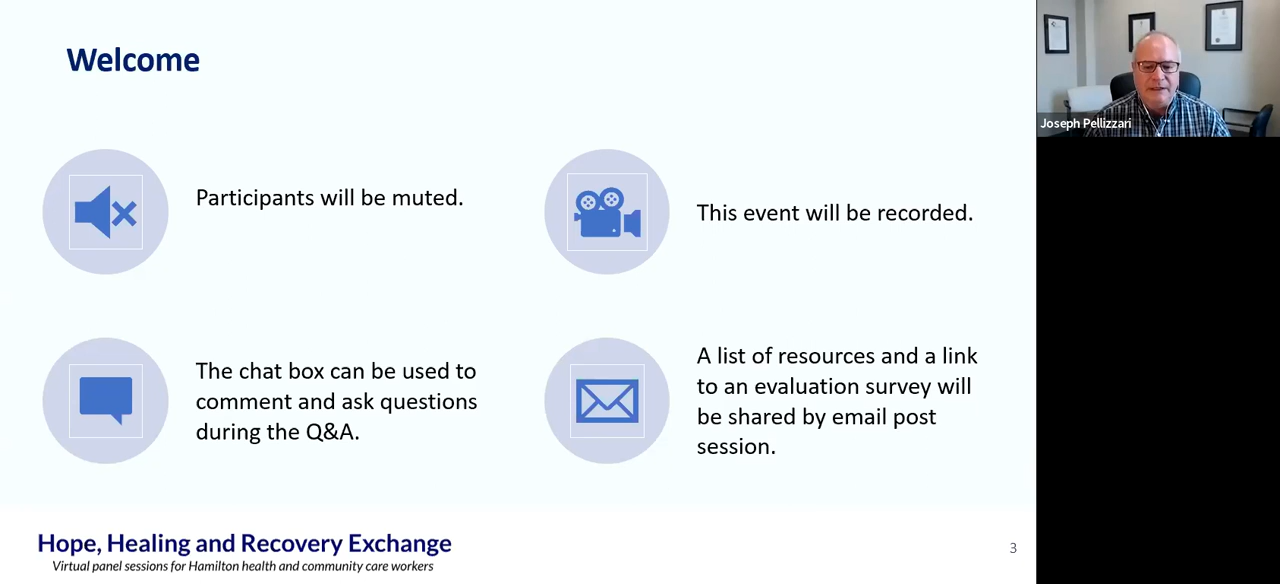 Welcome
Participants will be muted.
This event will be recorded.
The chat box can be used to
comment and ask questions
during the Q&A.
A list of resources and a link
to an evaluation survey will
be shared by email post
session.
Hope, Healing and Recovery Exchange
Virtual panel sessions for Hamilton health and community care workers
3
Joseph Pellizzari